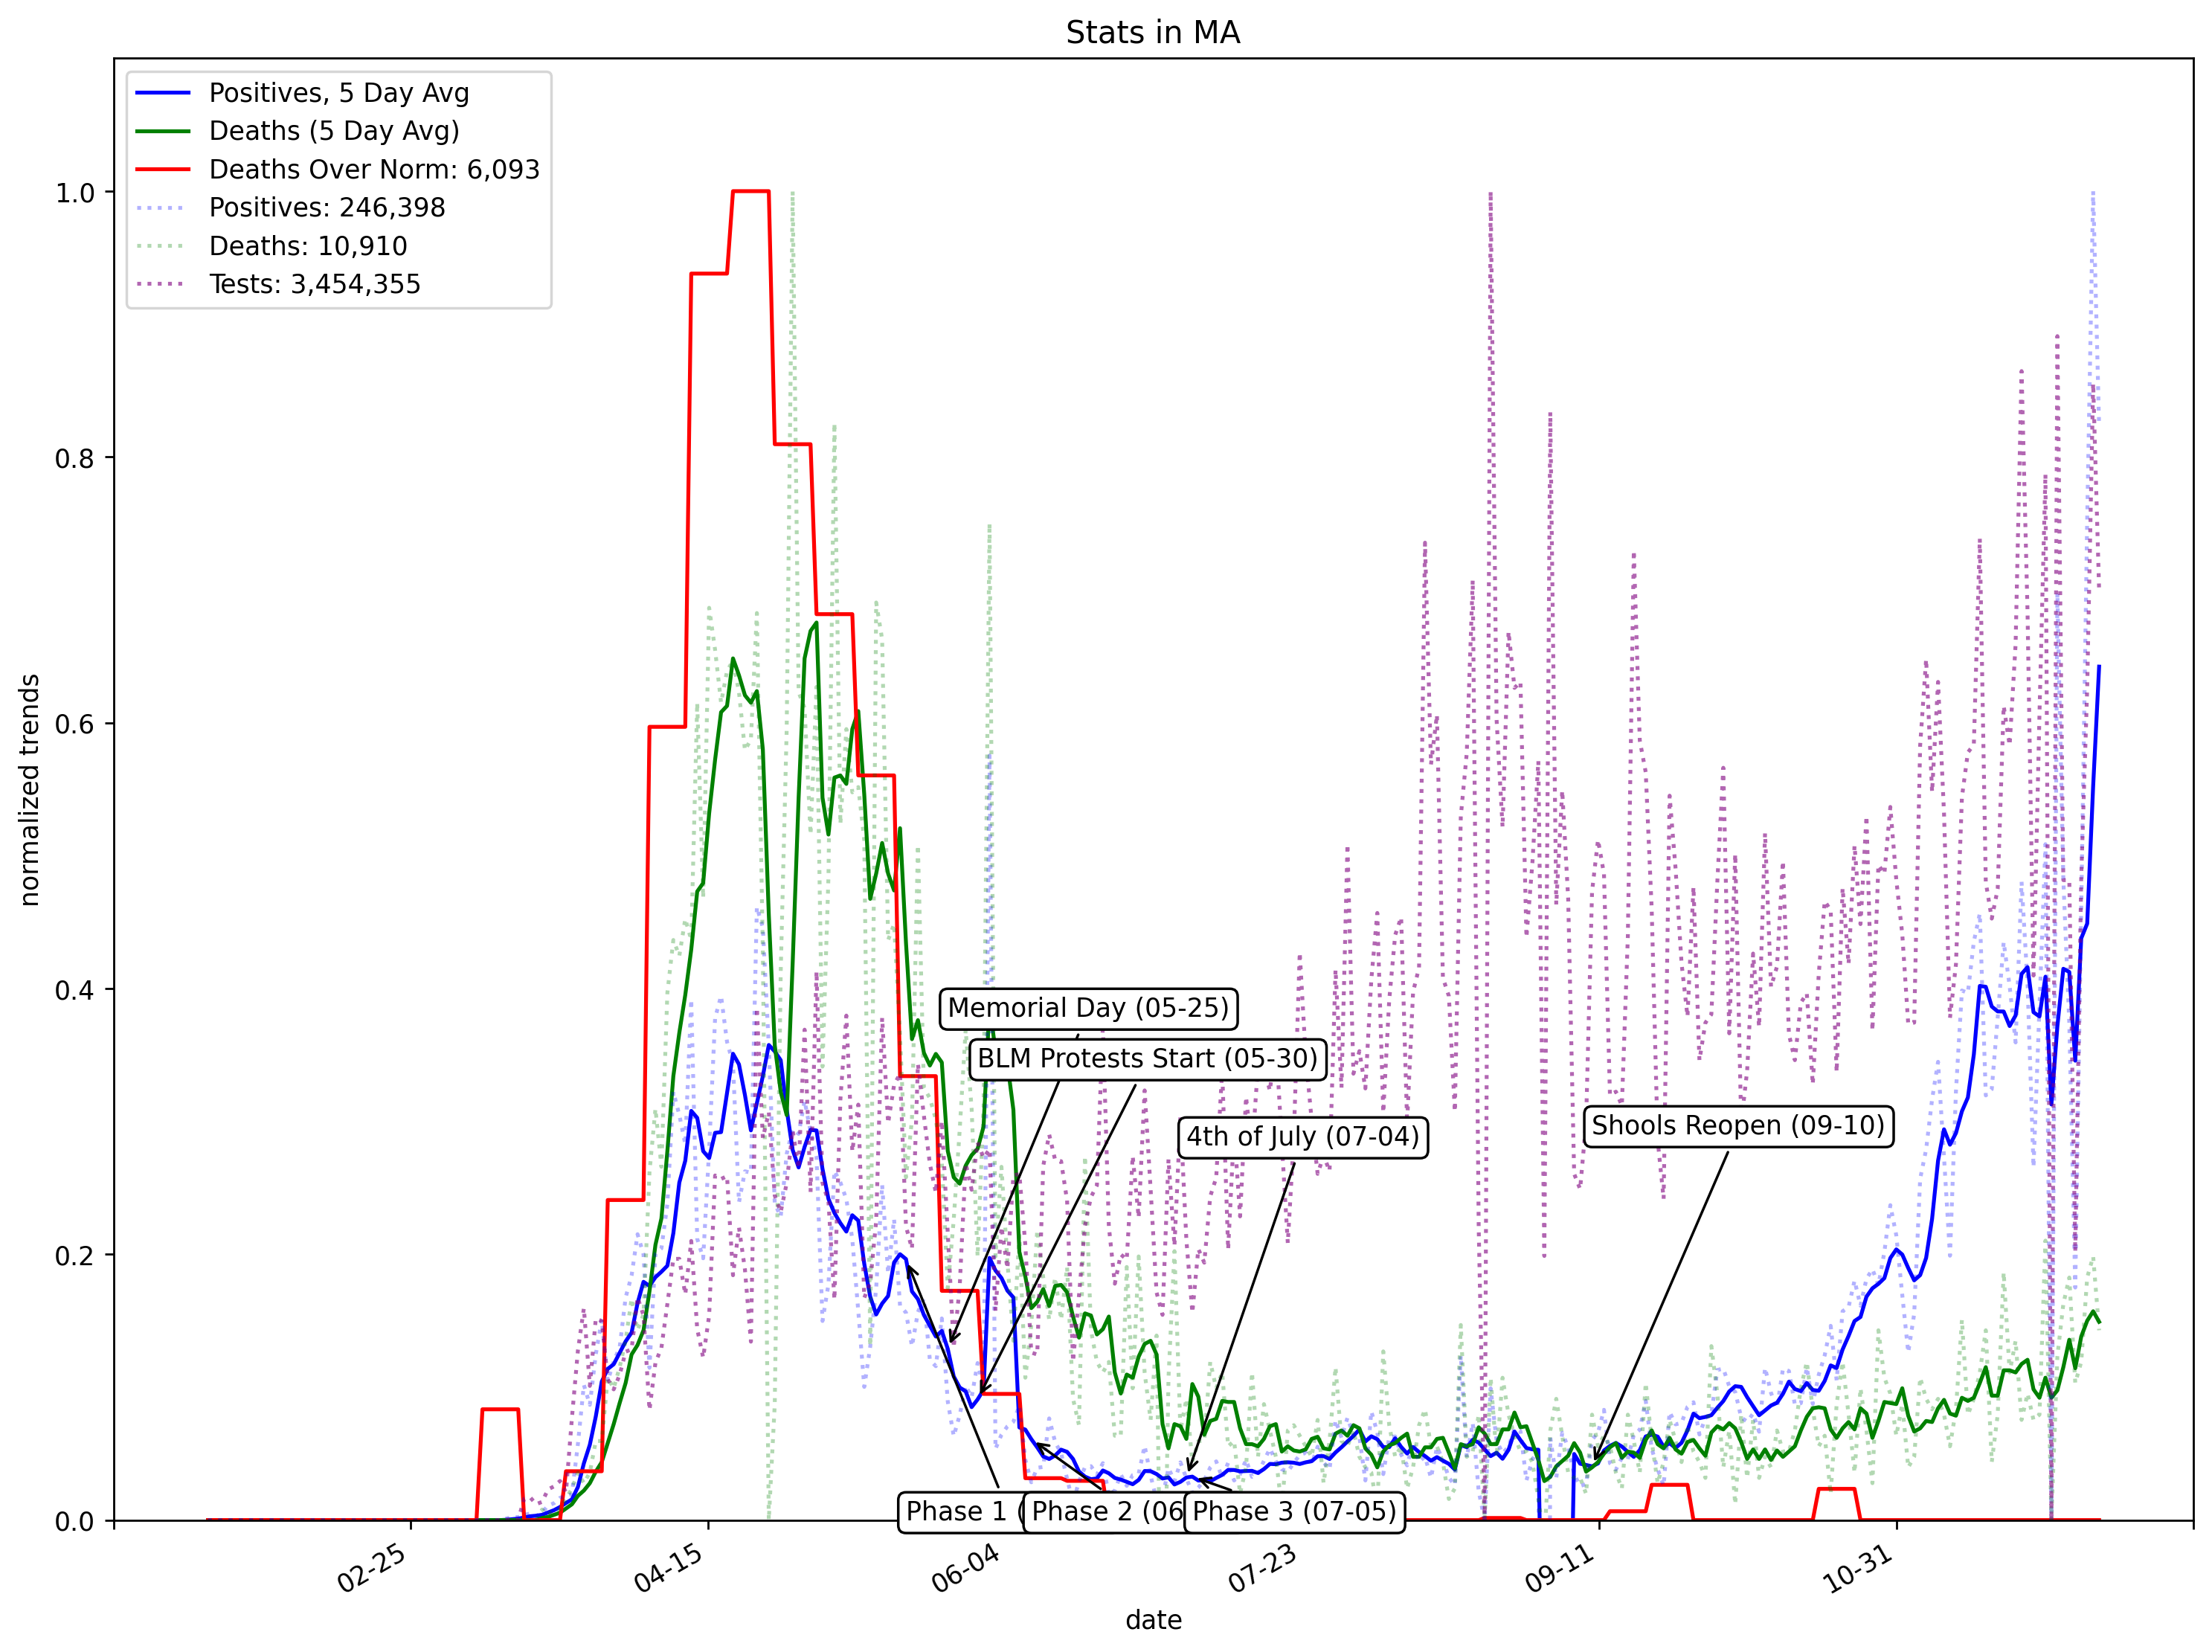 Stats in MA
Positives, 5 Day Avg
Deaths (5 Day Avg)
Deaths Over Norm: 6,093
Positives: 246,398
Deaths: 10,910
Tests: 3,454,355
1.0
0.8
0.6
0.4
0.2
0.0
normalized trends
Memorial Day (05-25)
BLM Protests Start (05-30)
4th of July (07-04)
Shools Reopen (09-10)
Phase 1 (
Phase 2 (06
Phase 3 (07-05)
02-25
04-15
06-04
07-23
09-11
10-31
date